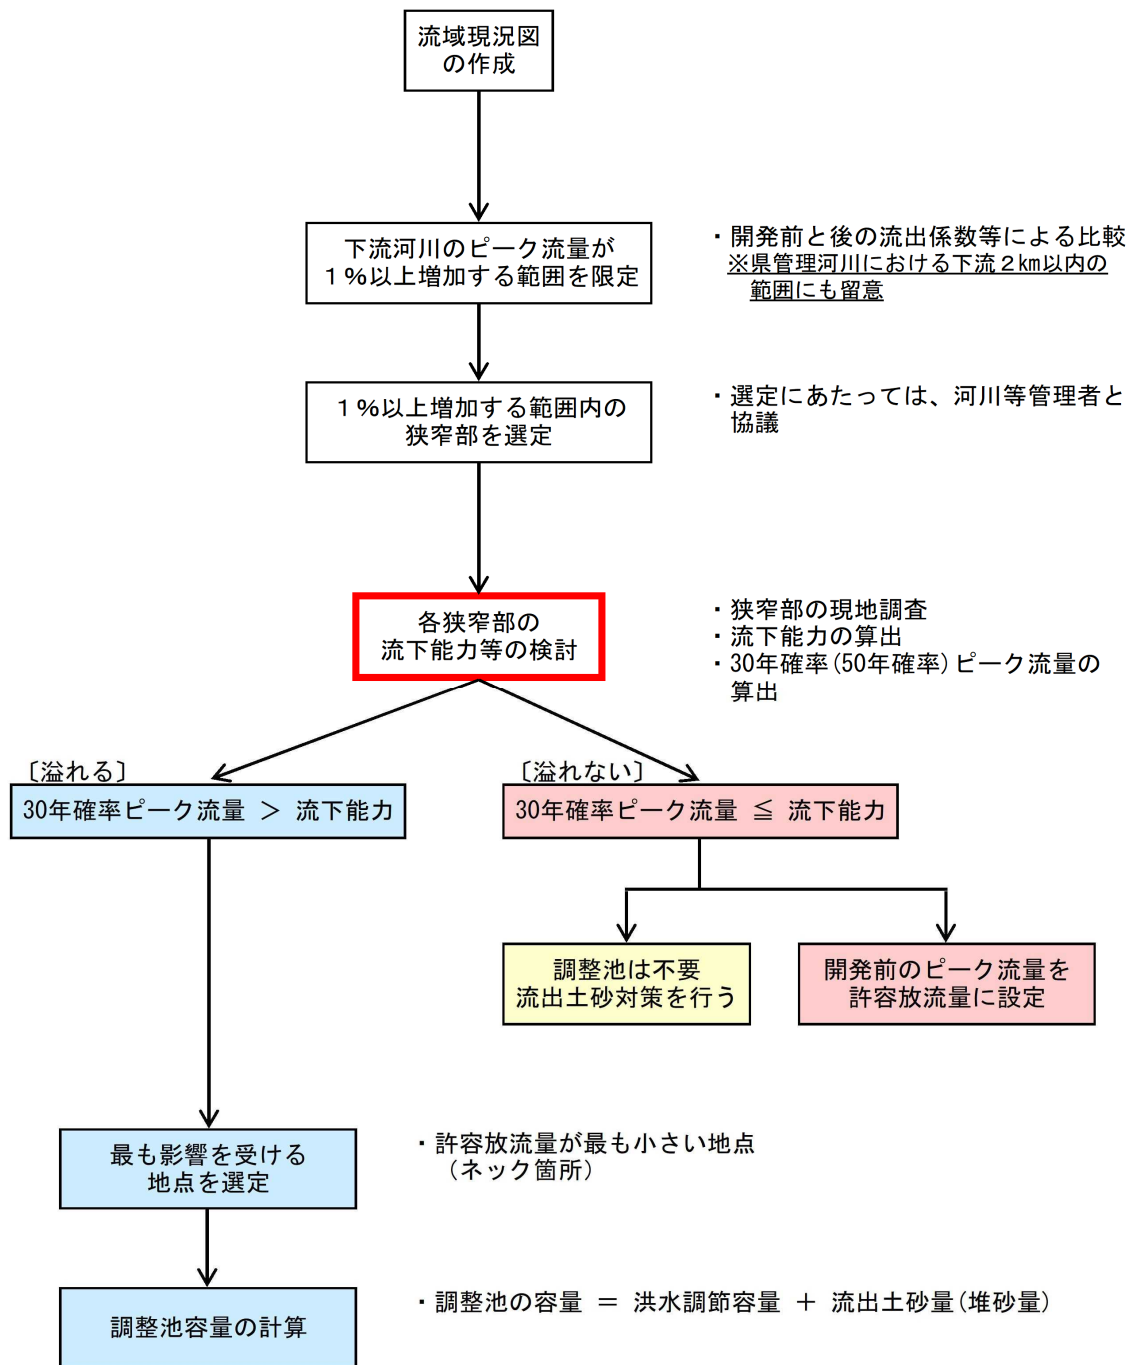 流域現況図
の作成
下流河川のピーク流量が
１％以上増加する範囲を限定
・開発前と後の流出係数等による比較
※県管理河川における下流２km以内の
範囲にも留意
１％以上増加する範囲内の
狭窄部を選定
・選定にあたっては、河川等管理者と
協議
各狭窄部の
流下能力等の検討
・狭窄部の現地調査
・流下能力の算出
・30年確率(50年確率)ピーク流量の
算出
〔溢れる〕
30年確率ピーク流量 ＞ 流下能力
〔溢れない〕
30年確率ピーク流量 ≦ 流下能力
調整池は不要
流出土砂対策を行う
開発前のピーク流量を
許容放流量に設定
最も影響を受ける
地点を選定
・許容放流量が最も小さい地点
（ネック箇所）
調整池容量の計算
・調整池の容量 ＝ 洪水調節容量 ＋ 流出土砂量(堆砂量)